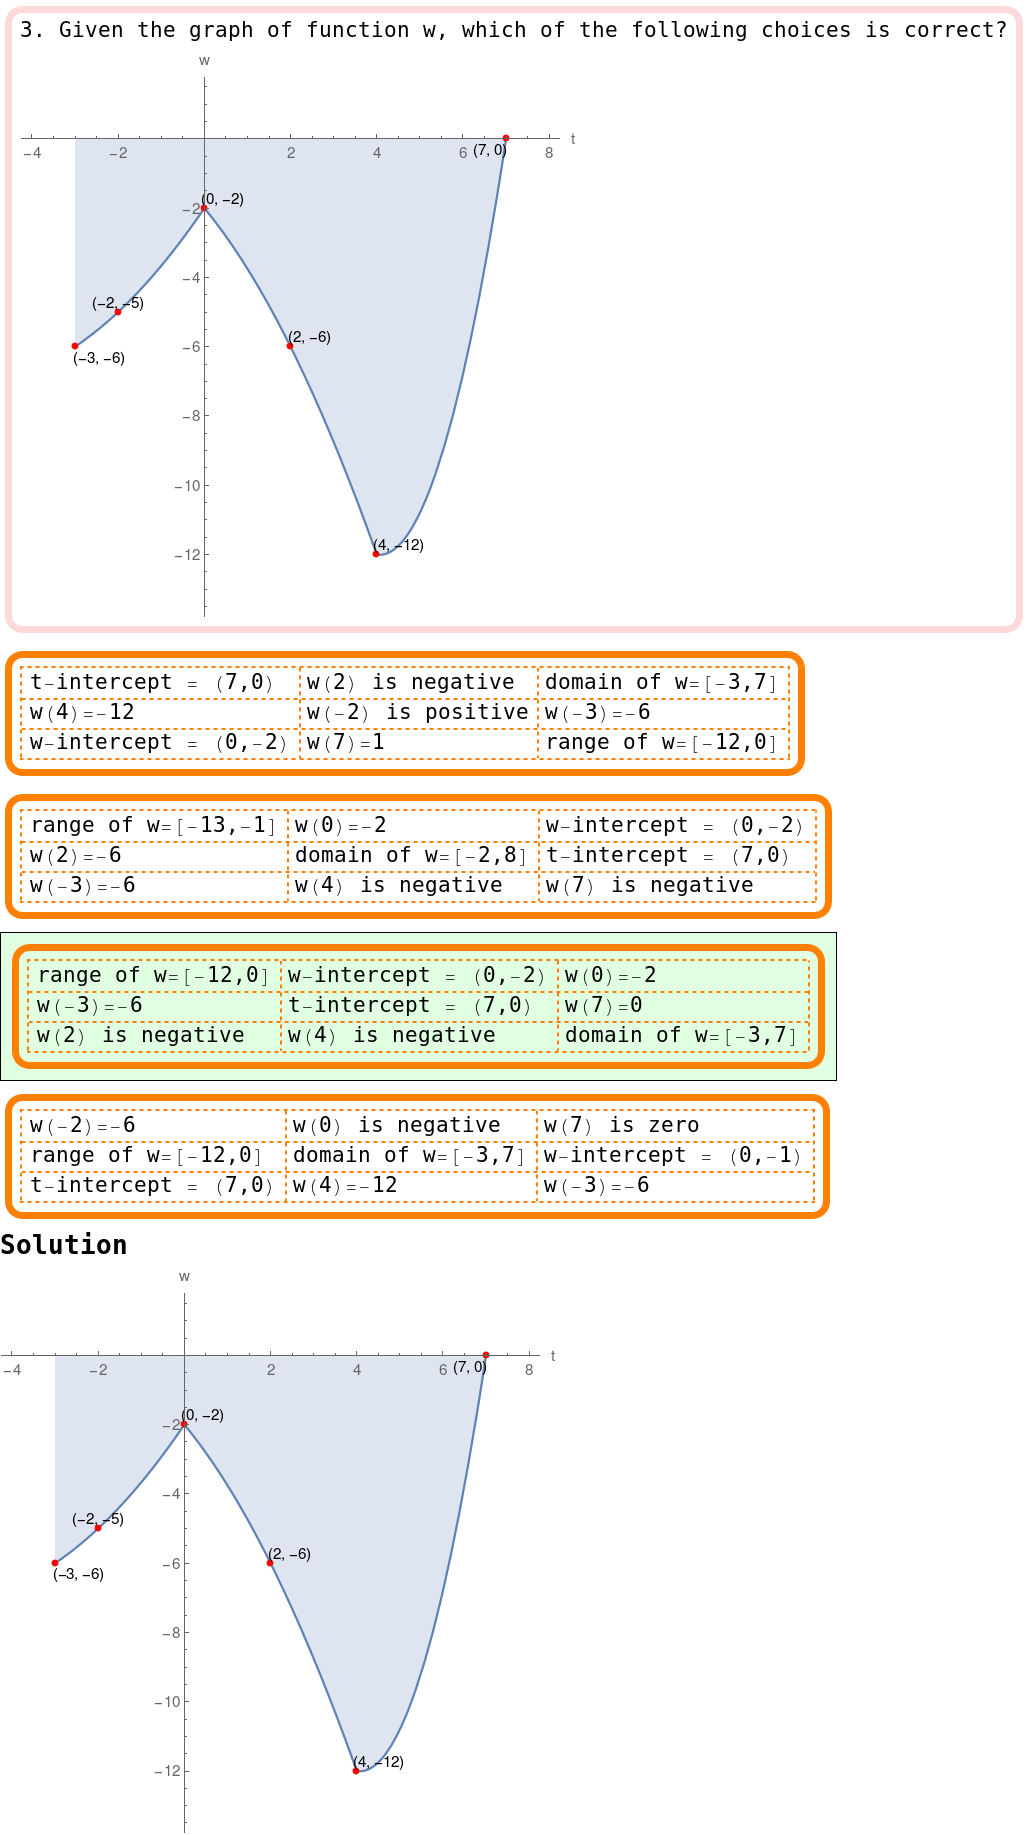 3. Given the graph of function w, which of the following choices is correct?
w
−4 −2 2 4 6 8 t
(7, 0)
(0, −2)
−2
−4
(−2, −5)
(2, −6)
−6
(−3, −6)
−8
−10
(4, −12)
−12
t-intercept = (7,0) w(2) is negative domain of w=[-3,7]
w(4)=-12 w(-2) is positive w(-3)=-6
w-intercept = (0,-2) w(7)=1 range of w=[-12,0]
range of w=[-13,-1] w(0)=-2 w-intercept = (0,-2)
w(2)=-6 domain of w=[-2,8] t-intercept = (7,0)
w(-3)=-6 w(4) is negative w(7) is negative
range of w=[-12,0] w-intercept = (0,-2) w(0)=-2
w(-3)=-6 t-intercept = (7,0) w(7)=0
w(2) is negative w(4) is negative domain of w=[-3,7]
w(-2)=-6 w(0) is negative w(7) is zero
range of w=[-12,0] domain of w=[-3,7] w-intercept = (0,-1)
t-intercept = (7,0) w(4)=-12 w(-3)=-6
Solution
w
−4 −2 2 4 6 8 t
(7, 0)
(0, −2)
−2
−4
(−2, −5)
(2, −6)
−6
(−3, −6)
−8
−10
(4, −12)
−12